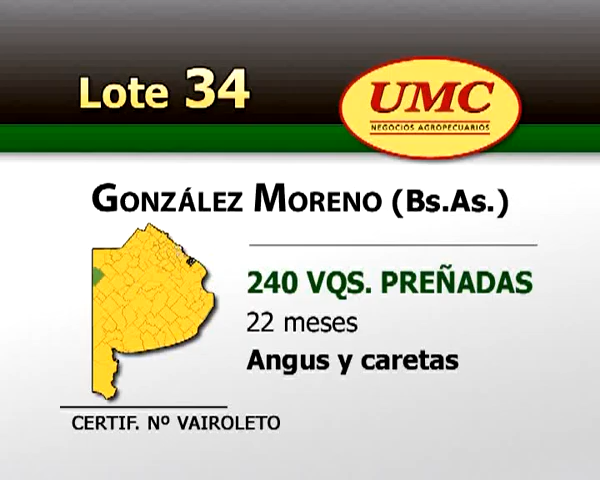 Lote 34
UMC
NEGOCIOS AGROPECUARIOS
GONZÁLEZ MORENO (Bs.As.)
240 VQS. PREÑADAS
22 meses
Angus y caretas
CERTIF. Nº VAIROLETO